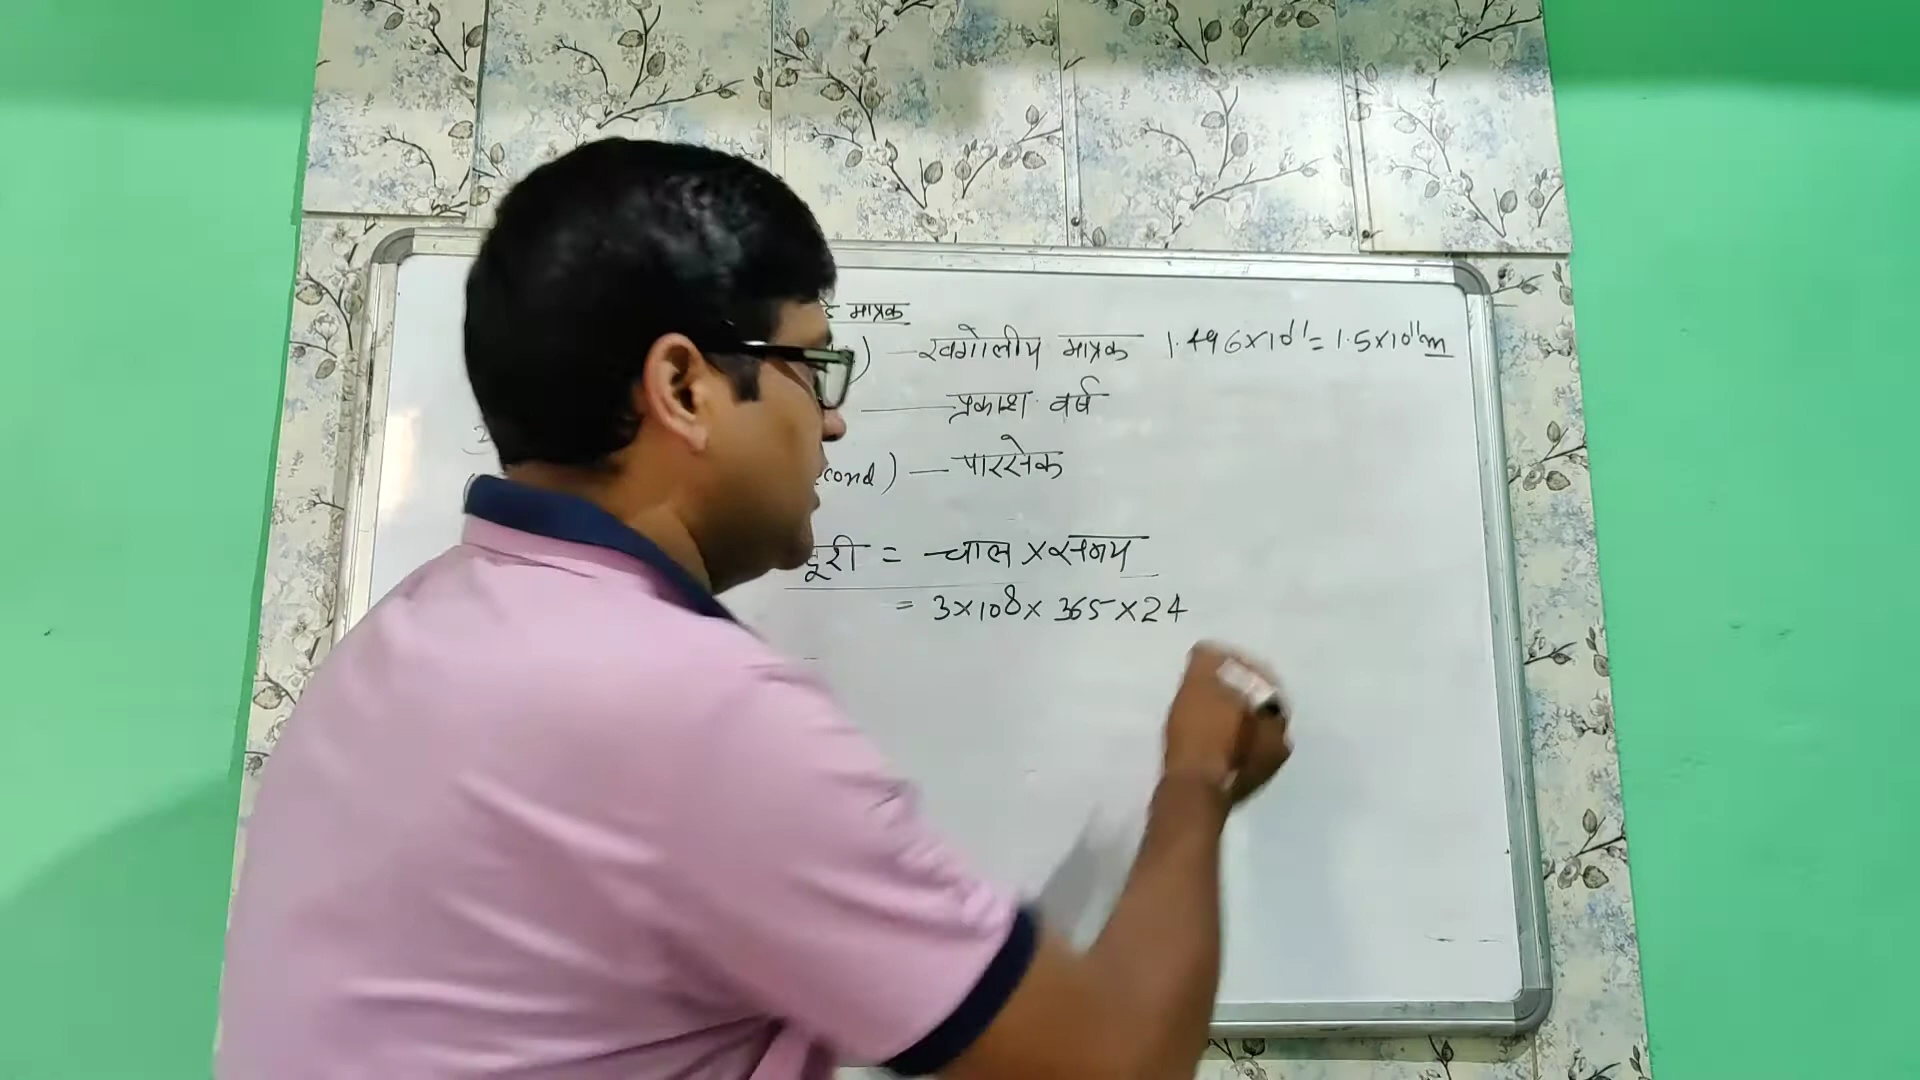 मात्रक
) — खगोलीय मात्रक 1.496×10¹¹ = 1.5×10¹¹m
— प्रकाश वर्ष
cond) — पारसेक
दूरी = चाल × समय
= 3×10⁸× 365×24